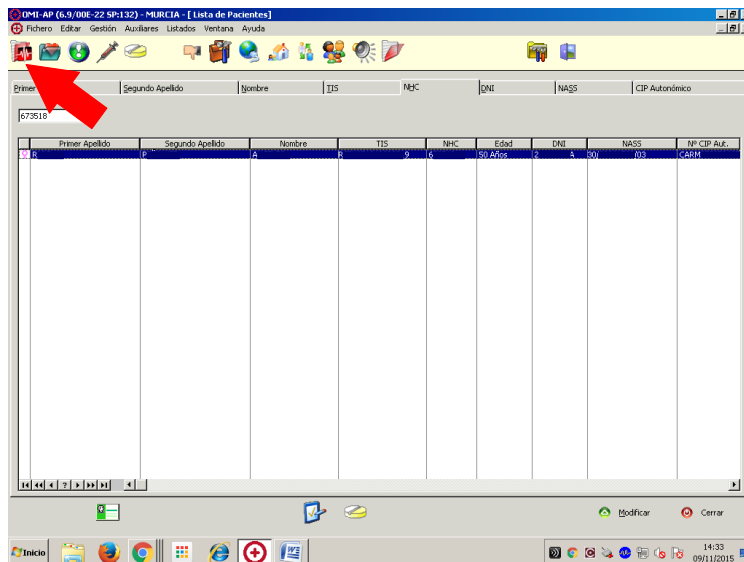 OMI-AP (6.9/00E-22 SP:132) - MURCIA - [ Lista de Pacientes]
Fichero Editar Gestión Auxiliares Listados Ventana Ayuda
Primer Segundo Apellido Nombre TIS NHC DNI NASS CIP Autonómico
673518
Primer Apellido Segundo Apellido Nombre TIS NHC Edad DNI NASS Nº CIP Aut.
R P A R 9 6 50 Años 2 A 30/ /03 CARM
Modificar Cerrar
Inicio 14:33
09/11/2015